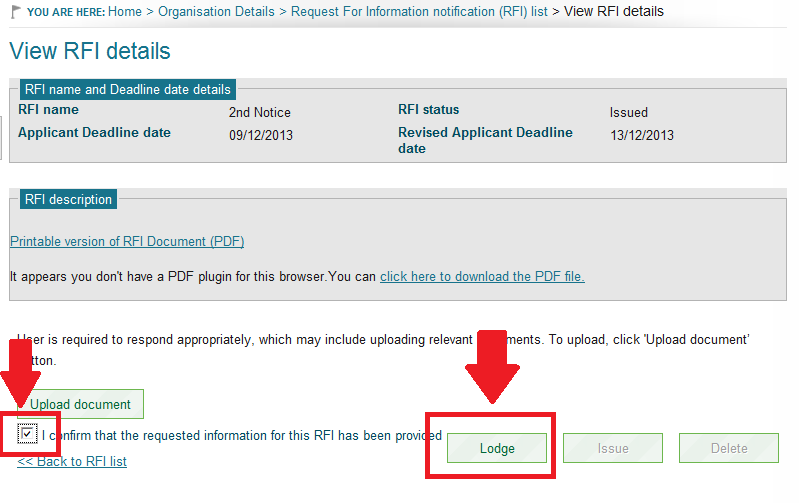 YOU ARE HERE: Home > Organisation Details > Request For Information notification (RFI) list > View RFI details
View RFI details
RFI name and Deadline date details
RFI name 2nd Notice RFI status Issued
Applicant Deadline date 09/12/2013 Revised Applicant Deadline date 13/12/2013
RFI description
Printable version of RFI Document (PDF)
It appears you don't have a PDF plugin for this browser.You can click here to download the PDF file.
User is required to respond appropriately, which may include uploading relevant ments. To upload, click 'Upload document'
tton.
Upload document
I confirm that the requested information for this RFI has been provided
Lodge Issue Delete
<< Back to RFI list